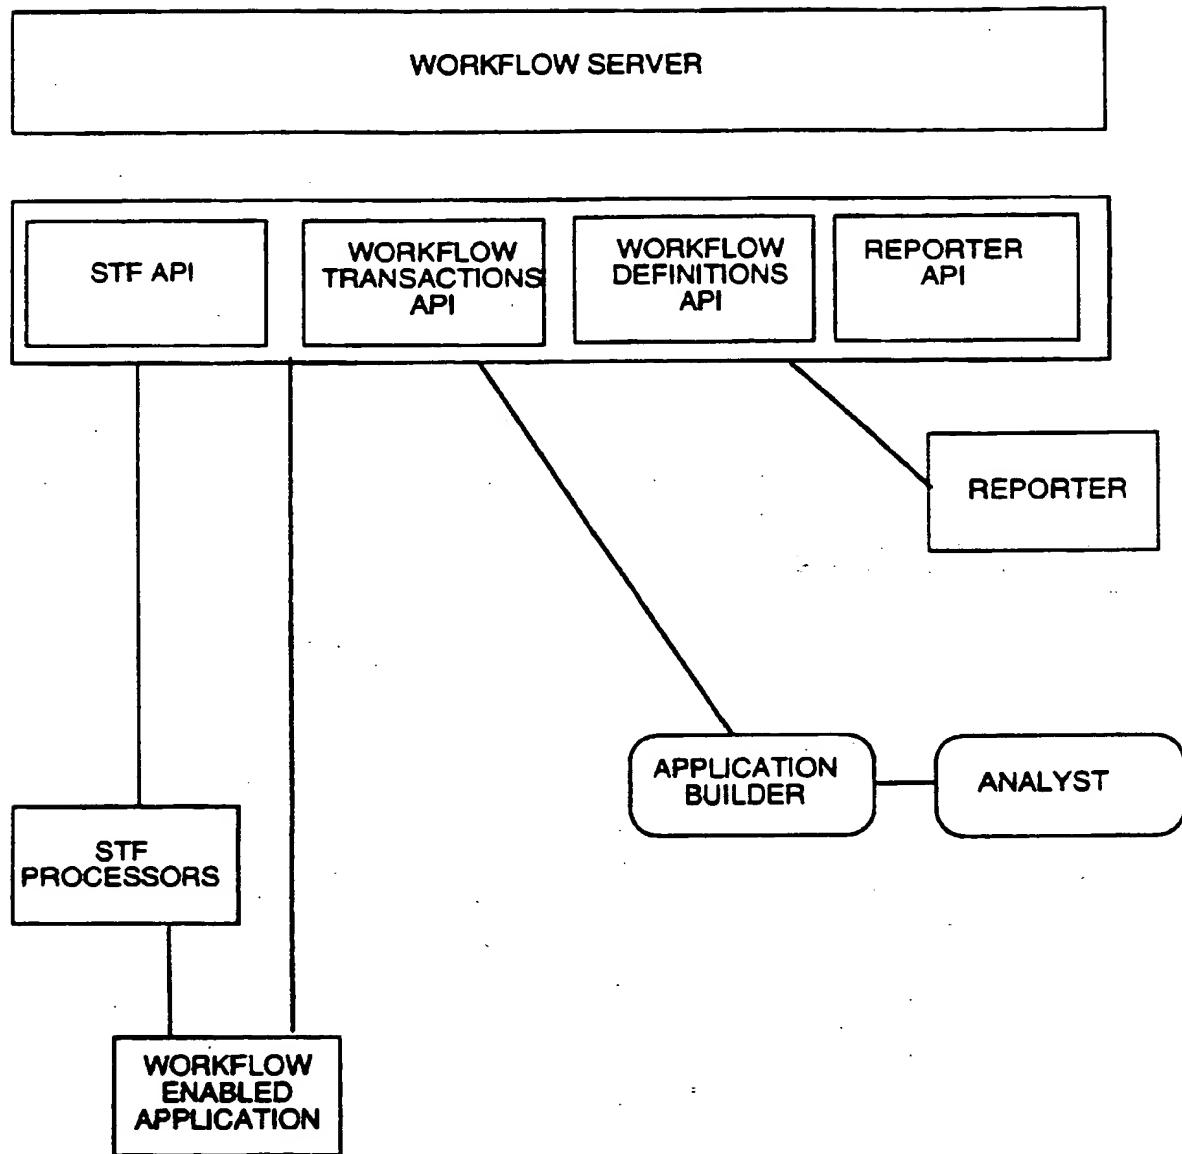 WORKFLOW SERVER
STF API
WORKFLOW
TRANSACTIONS
API
WORKFLOW
DEFINITIONS
API
REPORTER
API
REPORTER
APPLICATION
BUILDER
ANALYST
STF
PROCESSORS
WORKFLOW
ENABLED
APPLICATION